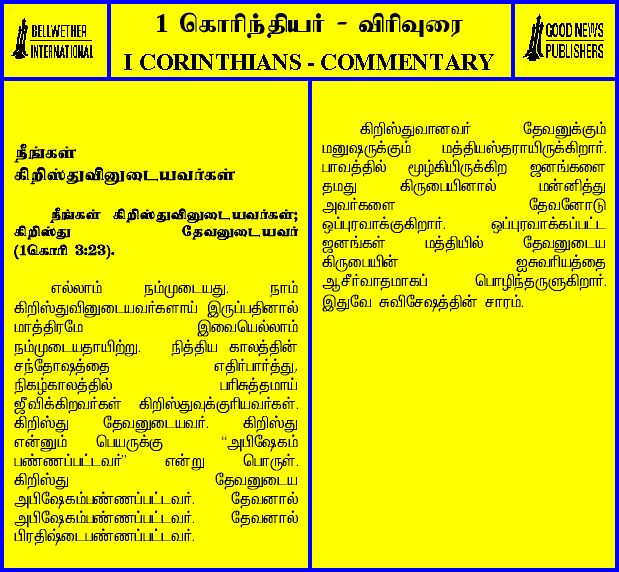 BELLWETHER
INTERNATIONAL
1 கொரிந்தியர் - விரிவுரை
I CORINTHIANS - COMMENTARY
GOOD NEWS
PUBLISHERS
நீங்கள்
கிறிஸ்துவினுடையவர்கள்
நீங்கள் கிறிஸ்துவினுடையவர்கள்;
கிறிஸ்து தேவனுடையவர்
(1கொரி 3:23).
எல்லாம் நம்முடையது. நாம்
கிறிஸ்துவினுடையவர்களாய் இருப்பதினால்
மாத்திரமே இவையெல்லாம்
நம்முடையதாயிற்று. நித்திய காலத்தின்
சந்தோஷத்தை எதிர்பார்த்து,
நிகழ்காலத்தில் பரிசுத்தமாய்
ஜீவிக்கிறவர்கள் கிறிஸ்துவுக்குரியவர்கள்.
கிறிஸ்து தேவனுடையவர். கிறிஸ்து
என்னும் பெயருக்கு “அபிஷேகம்
பண்ணப்பட்டவர்” என்று பொருள்.
கிறிஸ்து தேவனுடைய
அபிஷேகம்பண்ணப்பட்டவர். தேவனால்
அபிஷேகம்பண்ணப்பட்டவர். தேவனால்
பிரதிஷ்டைபண்ணப்பட்டவர்.
கிறிஸ்துவானவர் தேவனுக்கும்
மனுஷருக்கும் மத்தியஸ்தராயிருக்கிறார்.
பாவத்தில் மூழ்கியிருக்கிற ஜனங்களை
தமது கிருபையினால் மன்னித்து
அவர்களை தேவனோடு
ஒப்புரவாக்குகிறார். ஒப்புரவாக்கப்பட்ட
ஜனங்கள் மத்தியில் தேவனுடைய
கிருபையின் ஐசுவரியத்தை
ஆசீர்வாதமாகப் பொழிந்தருளுகிறார்.
இதுவே சுவிசேஷத்தின் சாரம்.